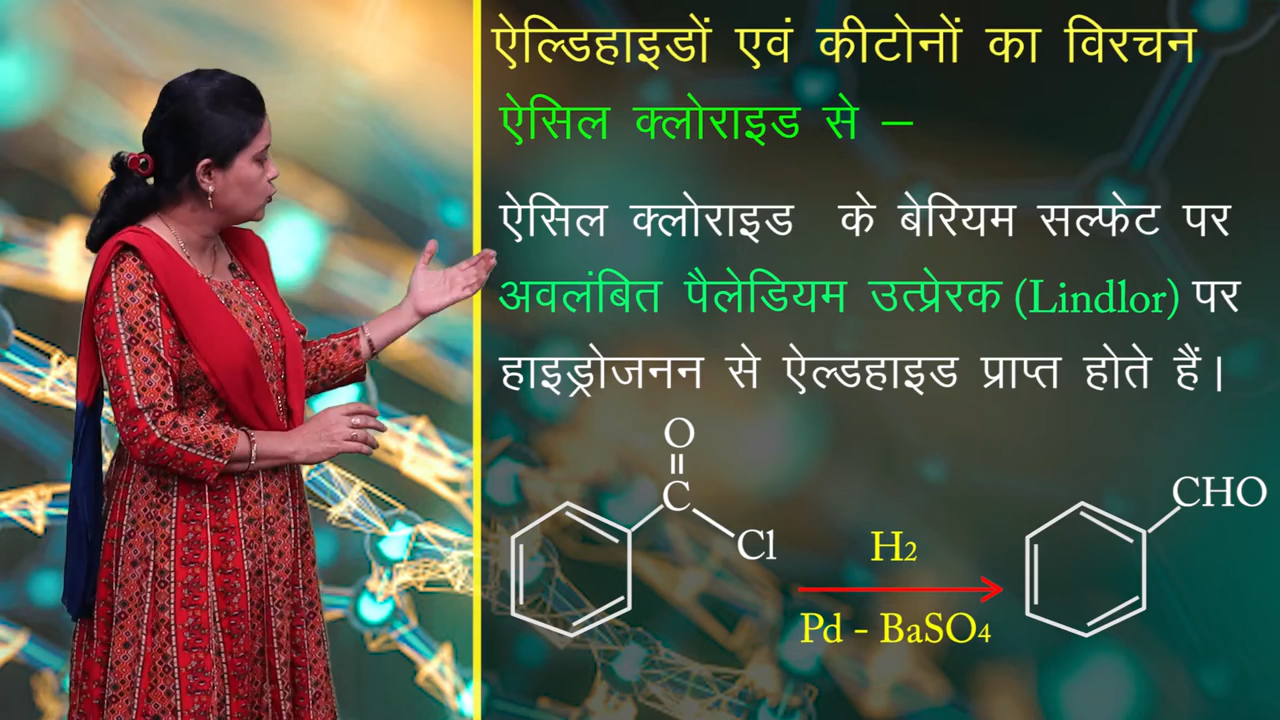 ऐल्डिहाइडों एवं कीटोनों का विरचन
ऐसिल क्लोराइड से –
ऐसिल क्लोराइड के बेरियम सल्फेट पर
अवलंबित पैलेडियम उत्प्रेरक (Lindlor) पर
हाइड्रोजनन से ऐल्डहाइड प्राप्त होते हैं।
O
C
Cl
H2
Pd - BaSO4
CHO